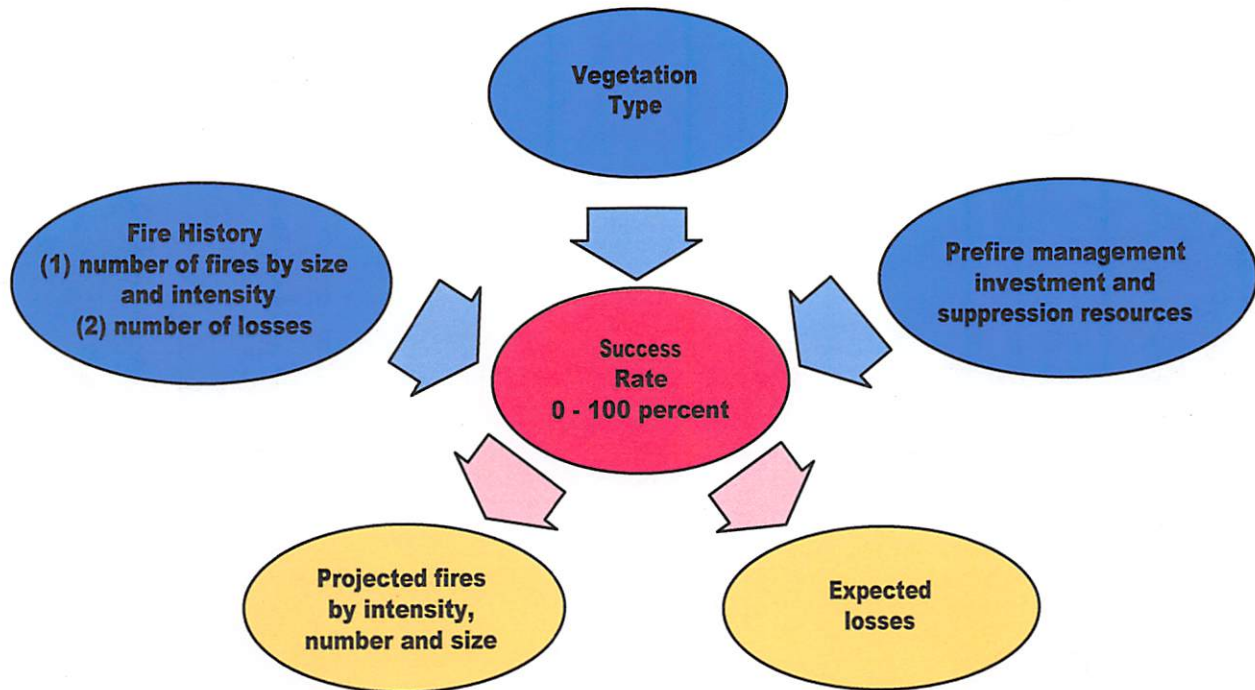 Vegetation
Type
Fire History
(1) number of fires by size
and intensity
(2) number of losses
Prefire management
investment and
suppression resources
Success
Rate
0 - 100 percent
Projected fires
by intensity,
number and size
Expected
losses